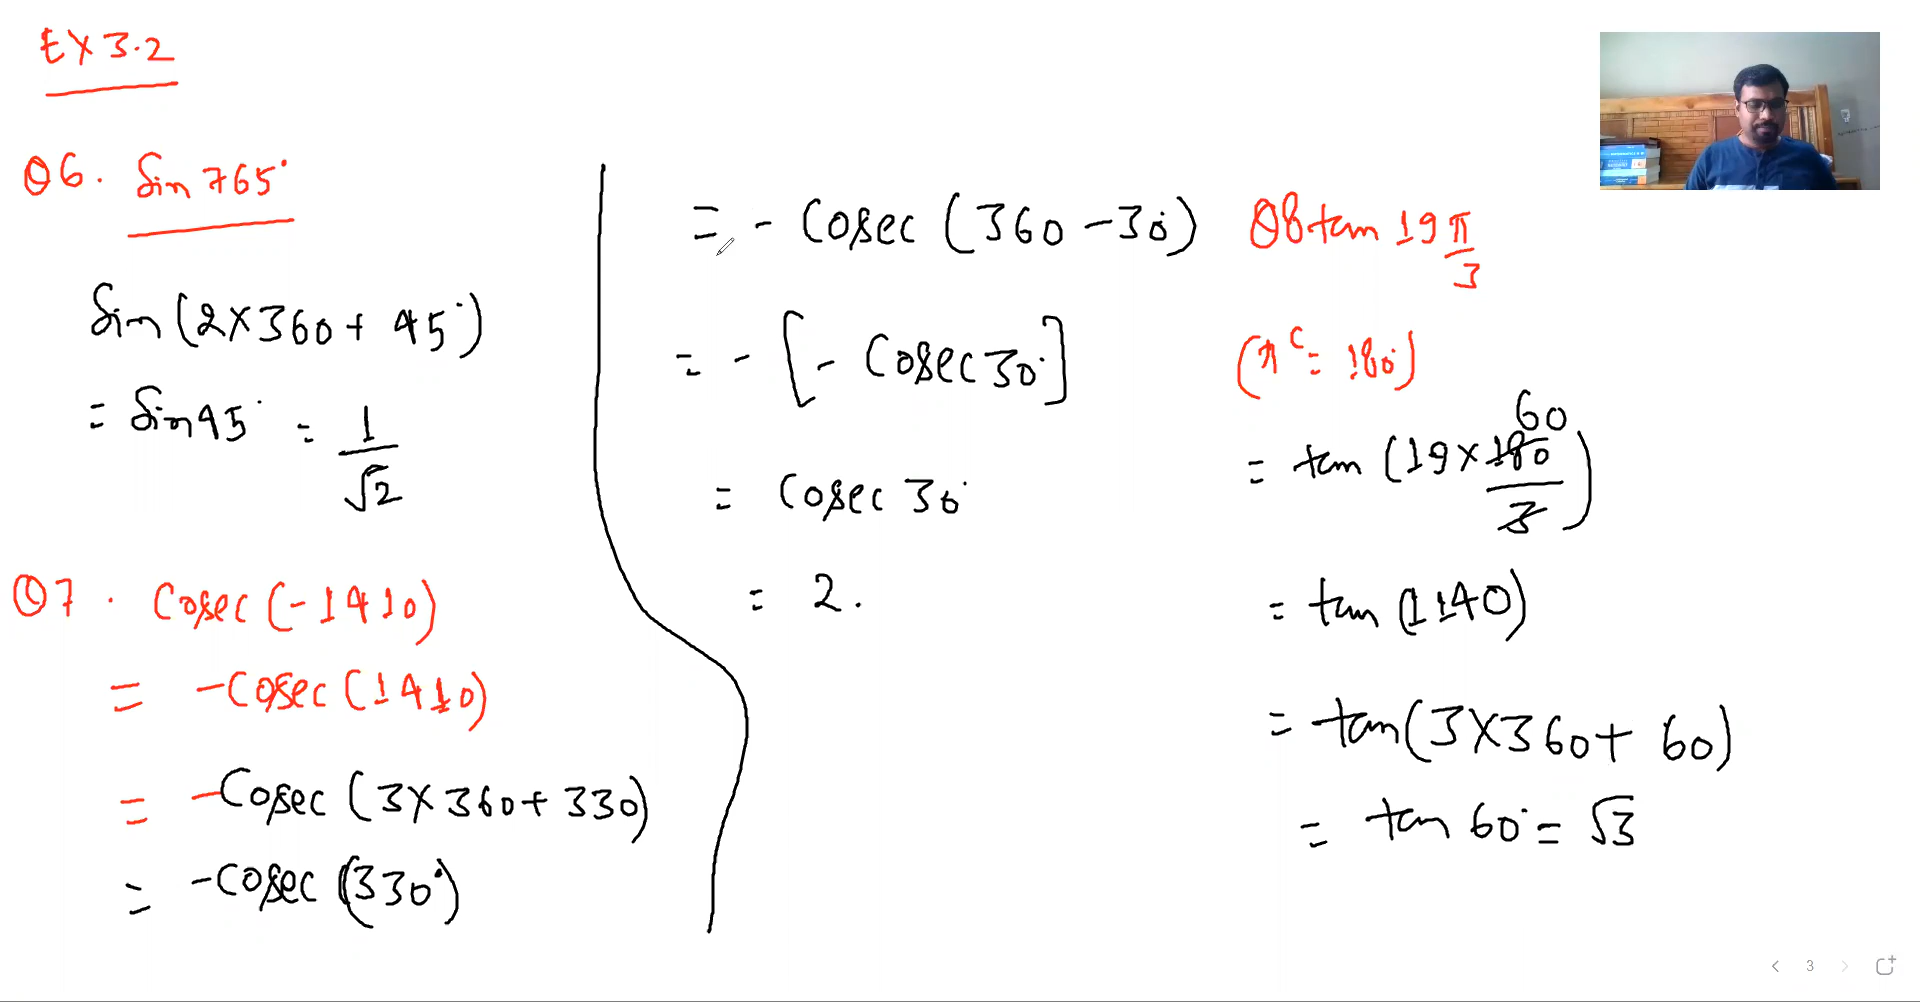 EX 3.2
Q6. Sin 765°
Sin (2×360 + 45°)
= Sin 45° = 1/√2
Q7. Cosec (-1410)
= -Cosec (1410)
= -Cosec (3×360+330)
= -Cosec (330°)
= - Cosec (360 - 30°)
= - [- Cosec 30°]
= Cosec 30°
= 2.
Q8 tan 19 π/3
(π^c = 180°)
60
= tan (19 × 180/3)
= tan (1140)
= tan (3×360 + 60)
= tan 60° = √3
3